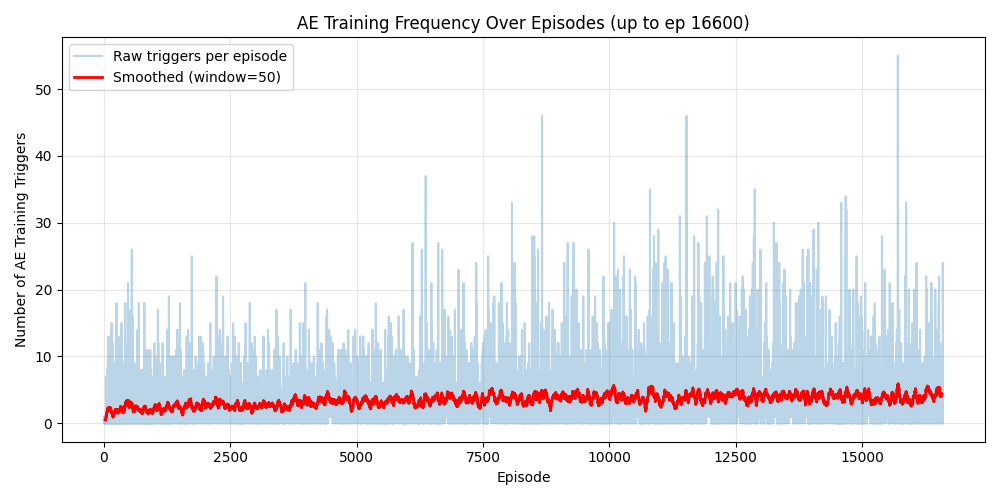 AE Training Frequency Over Episodes (up to ep 16600)
Raw triggers per episode
Smoothed (window=50)
Number of AE Training Triggers
50
40
30
20
10
0
0 2500 5000 7500 10000 12500 15000
Episode